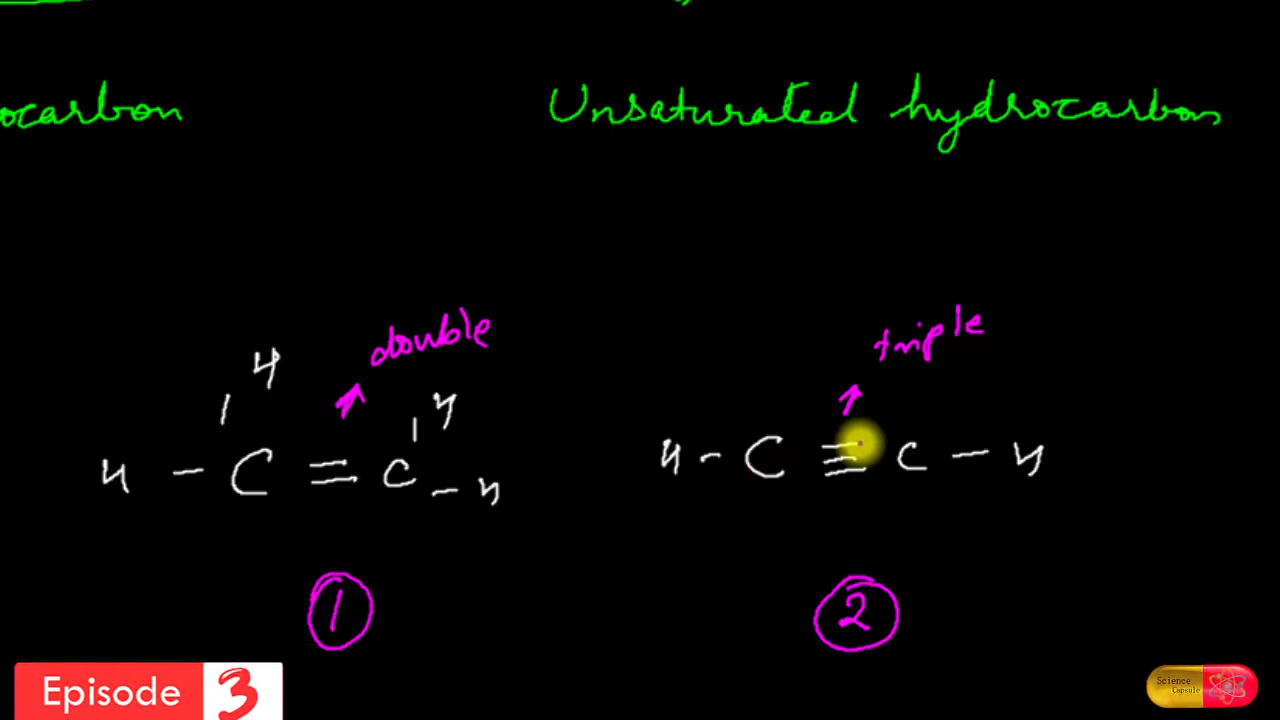 ocarbon Unsaturated hydrocarbon
double triple
H H
H - C = C - H H - C ≡ C - H
1 2
Episode 3
Science
Capsule